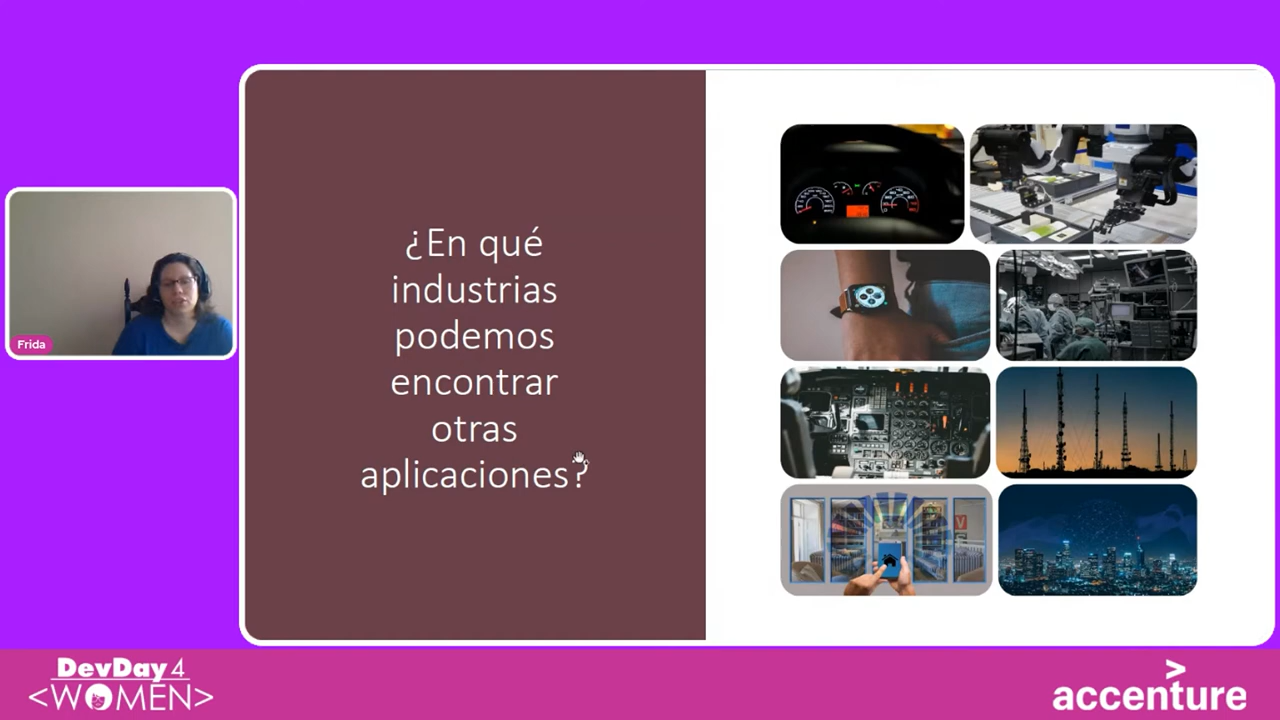 ¿En qué
industrias
podemos
encontrar
otras
aplicaciones?
Frida
DevDay4
<WOMEN>
accenture